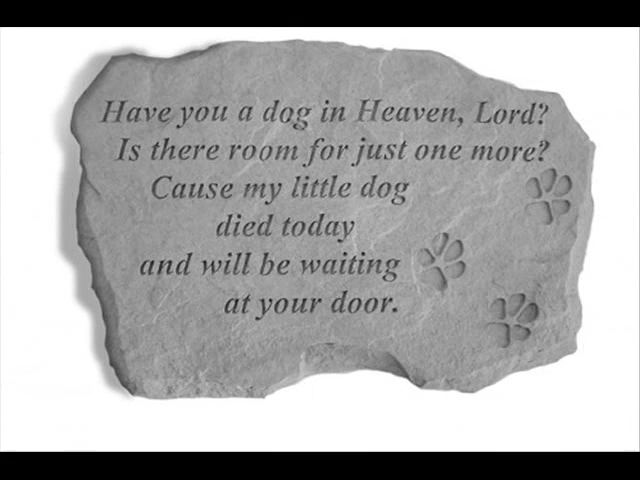 Have you a dog in Heaven, Lord?
Is there room for just one more?
Cause my little dog
died today
and will be waiting
at your door.